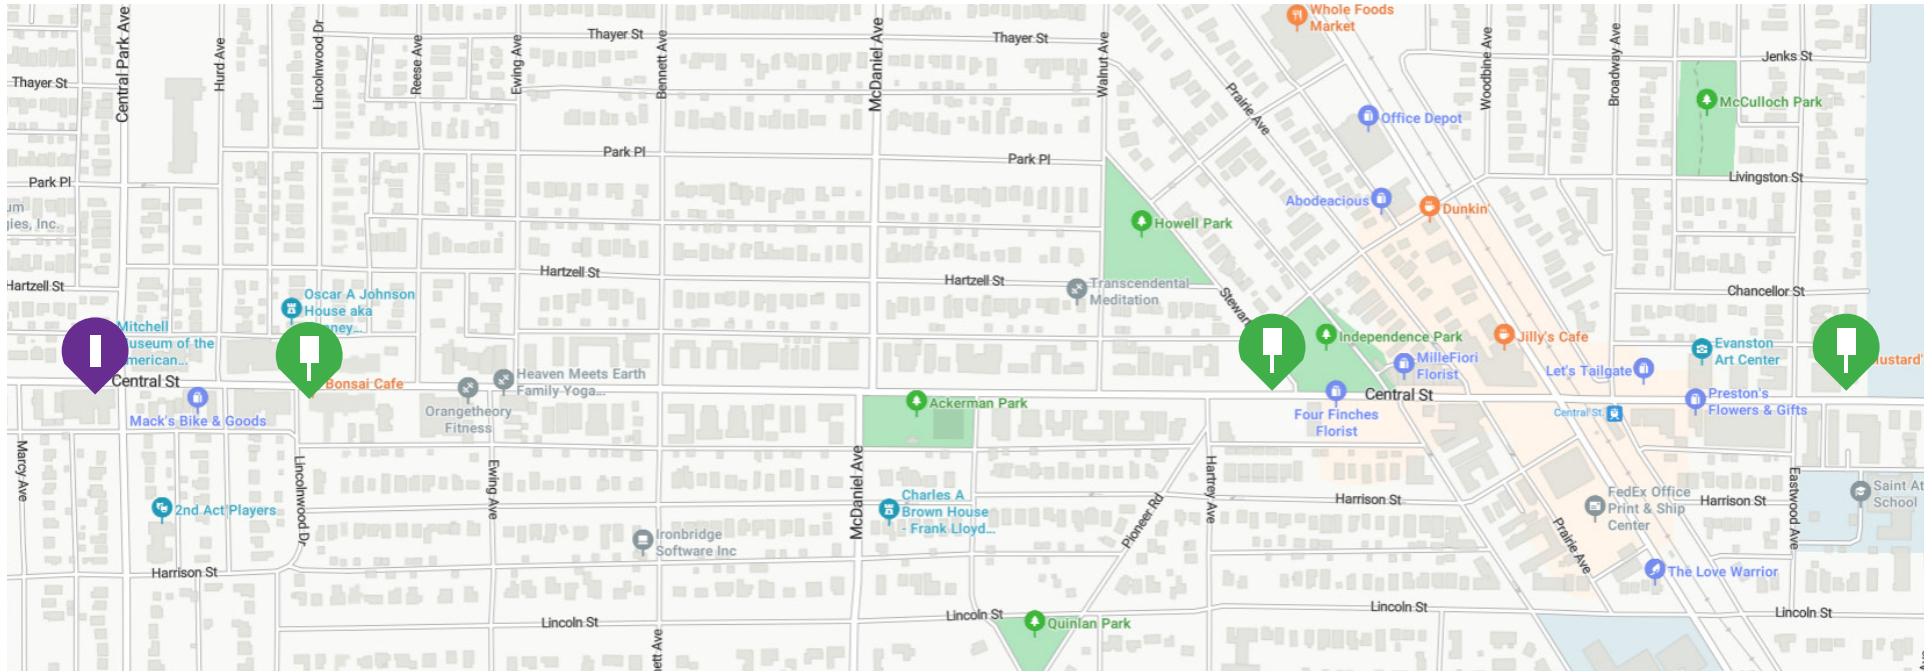 Central Park Ave
Hurd Ave
Lincolnwood Dr
Reese Ave
Ewing Ave
Thayer St
Bennett Ave
McDaniel Ave
Thayer St
Walnut Ave
Whole Foods
Market
Prairie Ave
Woodbine Ave
Broadway Ave
Jenks St
Thayer St
McCulloch Park
Office Depot
Park Pl
Park Pl
Park Pl
Livingston St
gies, Inc.
Abodeacious
Dunkin'
Howell Park
Hartzell St
Hartzell St
Hartzell St
Transcendental
Meditation
Chancellor St
Oscar A Johnson
House aka
Mitchell
Independence Park
Jilly's Cafe
Evanston
Art Center
MilleFiori
Florist
Let's Tailgate
Central St
Bonsai Cafe
Heaven Meets Earth
Family Yoga...
Mack's Bike & Goods
Orangetheory
Fitness
Ackerman Park
Four Finches
Florist
Central St
Central St
Preston's
Flowers & Gifts
Marcy Ave
Lincolnwood Dr
Ewing Ave
McDaniel Ave
Hartrey Ave
Eastwood Ave
2nd Act Players
Charles A
Brown House
- Frank Lloyd...
Pioneer Rd
Harrison St
FedEx Office
Print & Ship
Center
Harrison St
Saint At
School
Ironbridge
Software Inc
Prairie Ave
Harrison St
The Love Warrior
Lincoln St
Lincoln St
Quinlan Park
Lincoln St
Lincoln St
nett Ave